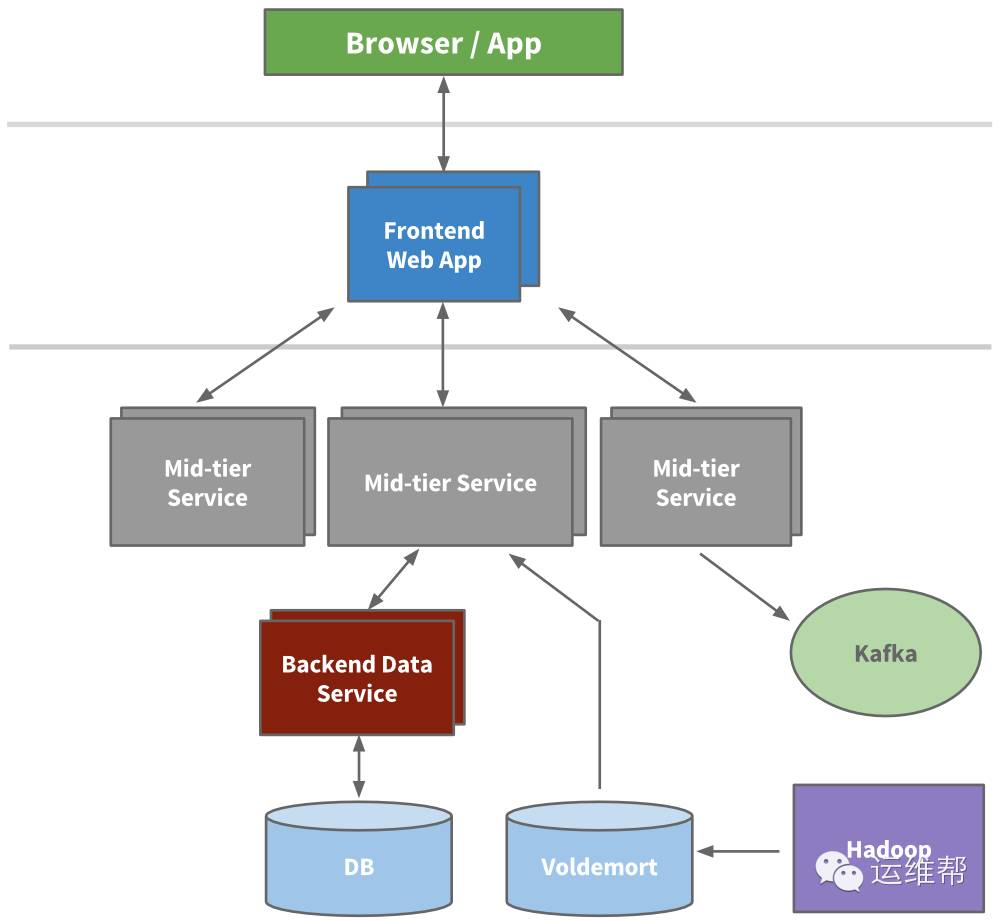 Browser / App
Frontend
Web App
Mid-tier
Service
Mid-tier Service
Mid-tier
Service
Backend Data
Service
Kafka
DB
Voldemort
Hadoop
运维帮